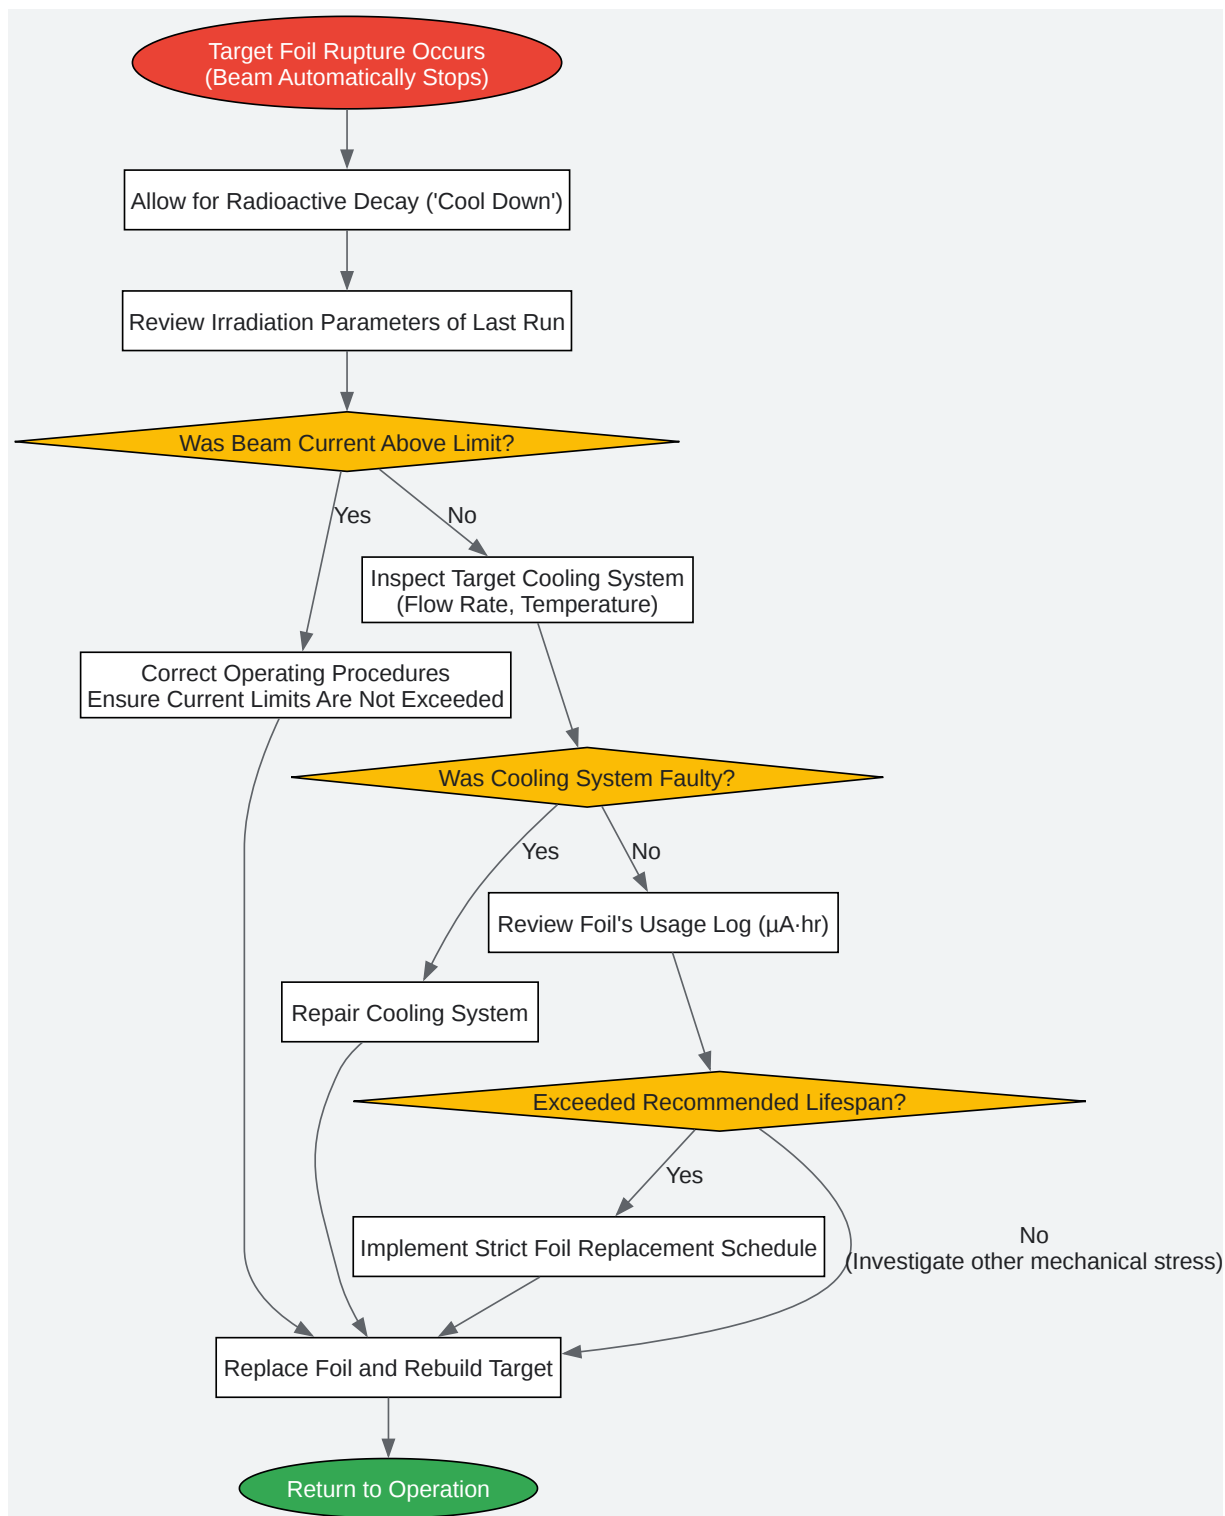 Target Foil Rupture Occurs
(Beam Automatically Stops)
Allow for Radioactive Decay ('Cool Down')
Review Irradiation Parameters of Last Run
Was Beam Current Above Limit?
Yes
No
Inspect Target Cooling System
(Flow Rate, Temperature)
Correct Operating Procedures
Ensure Current Limits Are Not Exceeded
Was Cooling System Faulty?
Yes
No
Review Foil's Usage Log (µA·hr)
Repair Cooling System
Exceeded Recommended Lifespan?
Yes
No
(Investigate other mechanical stress)
Implement Strict Foil Replacement Schedule
Replace Foil and Rebuild Target
Return to Operation